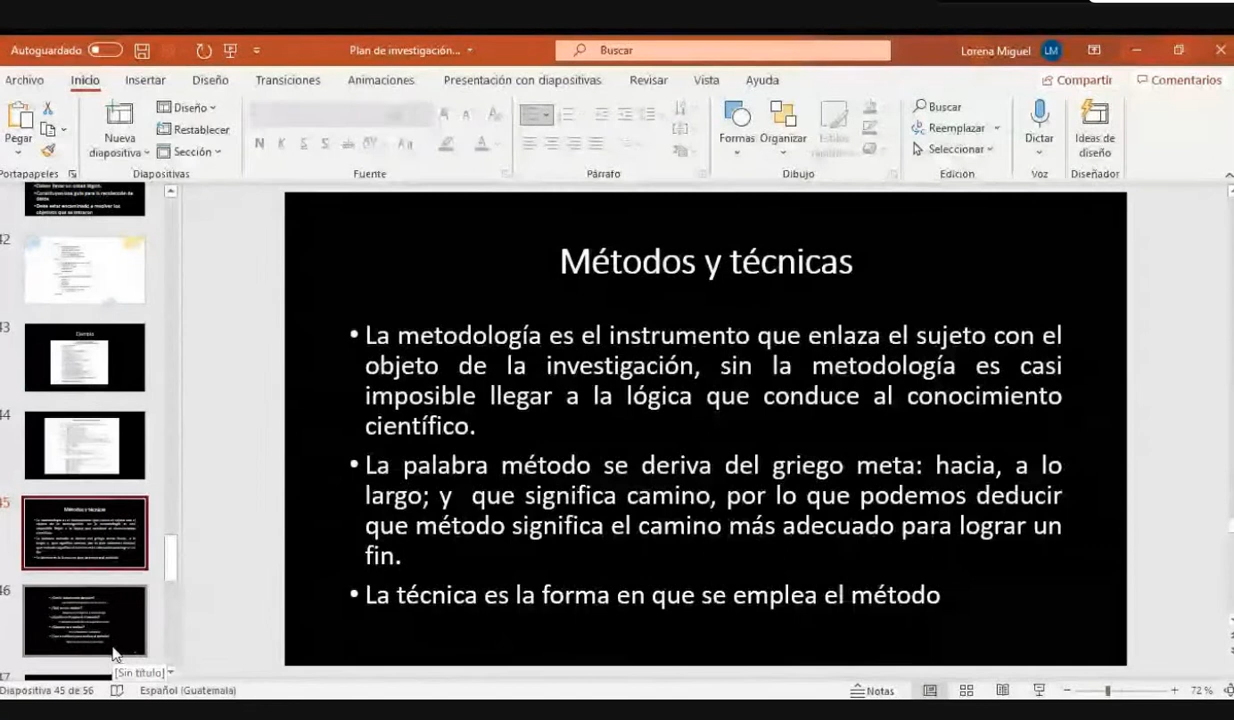 Autoguardado
Plan de investigación...
Buscar
Lorena Miguel
LM
Archivo
Inicio
Insertar
Diseño
Transiciones
Animaciones
Presentación con diapositivas
Revisar
Vista
Ayuda
Compartir
Comentarios
Pegar
Nueva
diapositiva
Diseño
Restablecer
Sección
Formas
Organizar
Buscar
Reemplazar
Seleccionar
Dictar
Ideas de
diseño
Portapapeles
Diapositivas
Fuente
Párrafo
Dibujo
Edición
Voz
Diseñador
Métodos y técnicas
• La metodología es el instrumento que enlaza el sujeto con el
objeto de la investigación, sin la metodología es casi
imposible llegar a la lógica que conduce al conocimiento
científico.
• La palabra método se deriva del griego meta: hacia, a lo
largo; y que significa camino, por lo que podemos deducir
que método significa el camino más adecuado para lograr un
fin.
• La técnica es la forma en que se emplea el método
[Sin título]
Diapositiva 45 de 56
Español (Guatemala)
Notas
72 %